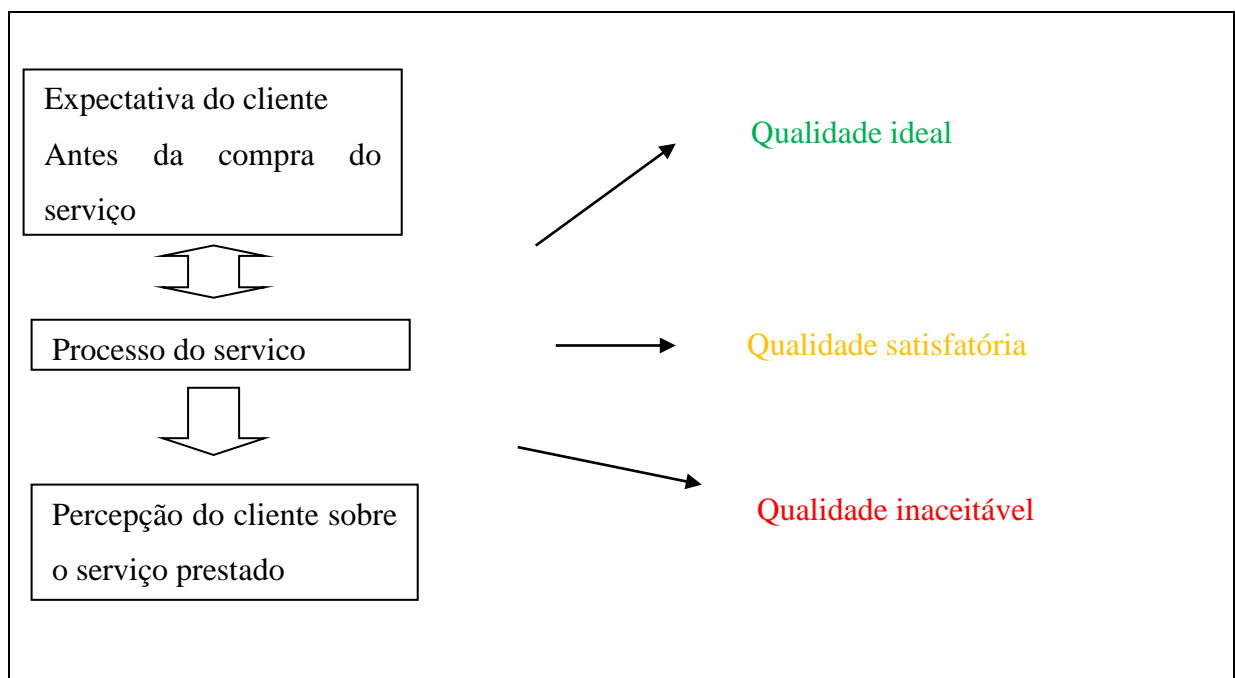 Expectativa do cliente
Antes da compra do
serviço
Qualidade ideal
Processo do servico
Qualidade satisfatória
Percepção do cliente sobre
o serviço prestado
Qualidade inaceitável